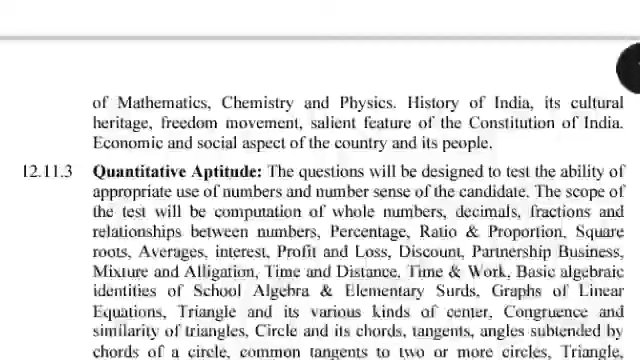 of Mathematics, Chemistry and Physics. History of India, its cultural
heritage, freedom movement, salient feature of the Constitution of India.
Economic and social aspect of the country and its people.
12.11.3 Quantitative Aptitude: The questions will be designed to test the ability of
appropriate use of numbers and number sense of the candidate. The scope of
the test will be computation of whole numbers, decimals, fractions and
relationships between numbers, Percentage, Ratio & Proportion, Square
roots, Averages, interest, Profit and Loss, Discount, Partnership Business,
Mixture and Alligation, Time and Distance, Time & Work, Basic algebraic
identities of School Algebra & Elementary Surds, Graphs of Linear
Equations, Triangle and its various kinds of center, Congruence and
similarity of triangles, Circle and its chords, tangents, angles subtended by
chords of a circle, common tangents to two or more circles, Triangle,